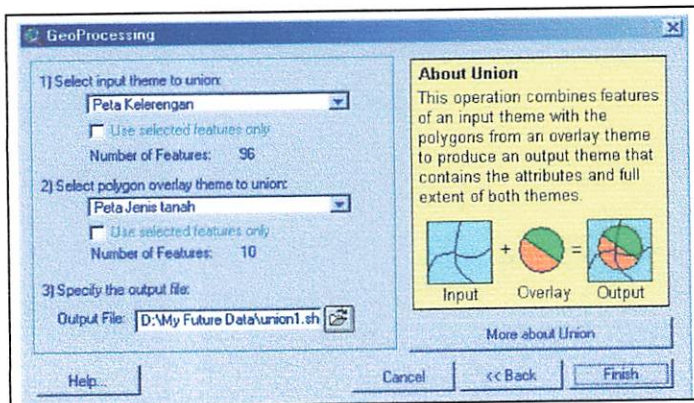 GeoProcessing
1) Select input theme to union:
Peta Kelerengan
Use selected features only
Number of Features: 96
2) Select polygon overlay theme to union:
Peta Jenis tanah
Use selected features only
Number of Features: 10
3) Specify the output file:
Output File: D:\My Future Data\union1.sh
About Union
This operation combines features
of an input theme with the
polygons from an overlay theme
to produce an output theme that
contains the attributes and full
extent of both themes.
+ =
Input Overlay Output
More about Union
Help... Cancel << Back Finish